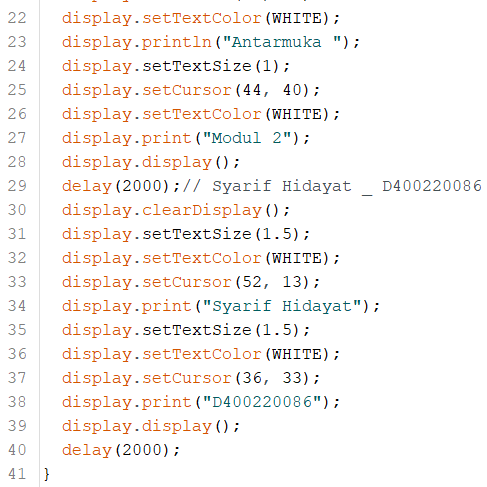 22 display.setTextColor(WHITE);
23 display.println("Antarmuka ");
24 display.setTextSize(1);
25 display.setCursor(44, 40);
26 display.setTextColor(WHITE);
27 display.print("Modul 2");
28 display.display();
29 delay(2000);// Syarif Hidayat _ D400220086
30 display.clearDisplay();
31 display.setTextSize(1.5);
32 display.setTextColor(WHITE);
33 display.setCursor(52, 13);
34 display.print("Syarif Hidayat");
35 display.setTextSize(1.5);
36 display.setTextColor(WHITE);
37 display.setCursor(36, 33);
38 display.print("D400220086");
39 display.display();
40 delay(2000);
41 }